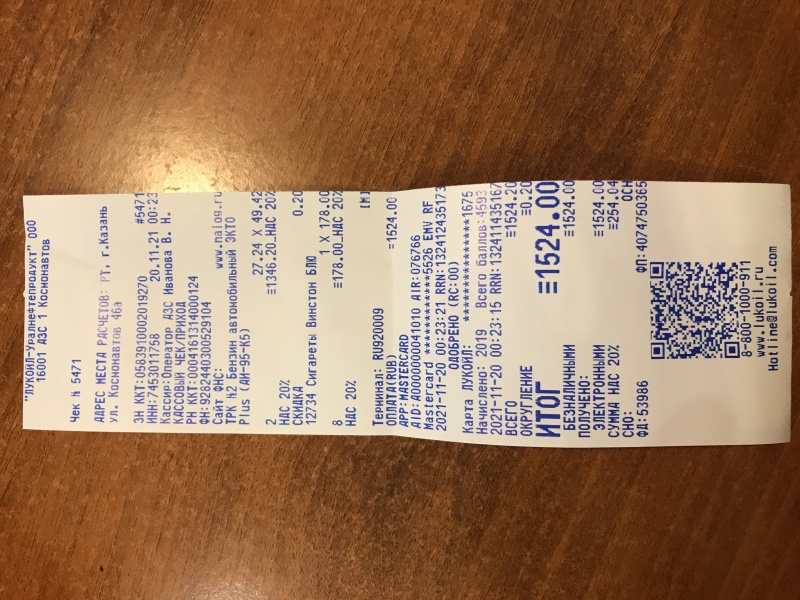 "ЛУКОЙЛ-Уралнефтепродукт" ООО
16001 АЗС 1 Космонавтов
Чек № 5471
АДРЕС МЕСТА РАСЧЕТОВ: РТ. г.Казань
ул. Космонавтов 46а
#5471
ЗН ККТ: 0583910002019270
ИНН:7453011758 20.11.21 00:23
Кассир:Оператор АЗС Иванова В. Н.
КАССОВЫЙ ЧЕК/ПРИХОД
РН ККТ: 0004161314000124
ФН:9282440300529104
Сайт ФНС: www.nalog.ru
ТРК №2 Бензин автомобильный ЭКТО
Plus (АИ-95-К5)
27.24 X 49.42
2 ≡1346.20_НДС 20%
НДС 20%
СКИДКА 0.20
12734 Сигареты Винстон БЛЮ
1 X 178.00
8 ≡178.00_НДС 20%
НДС 20%
[М]
Терминал: RU920009
ОПЛАТА(RUB) ≡1524.00
APP:MASTERCARD
AID:A0000000041010 AIR:076766
Mastercard ************5526 EMV RF
2021-11-20 00:23:21 RRN:132412435173
ОДОБРЕНО (RC:00)
Карта ЛУКОЙЛ: **************1675
Начислено: 2019 Всего баллов:4593
2021-11-20 00:23:15 RRN:132411435167
ВСЕГО ≡1524.20
ОКРУГЛЕНИЕ ≡0.20
ИТОГ ≡1524.00
БЕЗНАЛИЧНЫМИ ≡1524.00
ПОЛУЧЕНО:
ЭЛЕКТРОННЫМИ ≡1524.00
СУММА НДС 20% ≡254.04
СНО: ОСН
ФД:53986 ФП:4074750365
8-800-1000-911
www.lukoil.ru
Hotline@lukoil.com